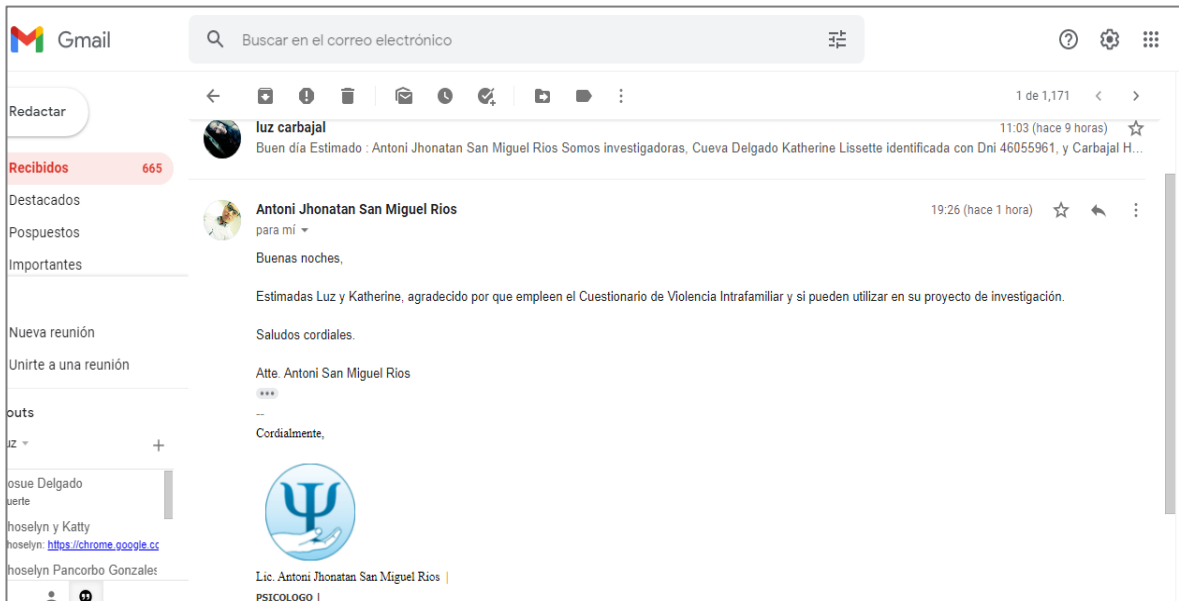 Gmail
Buscar en el correo electrónico
Redactar
1 de 1,171
Recibidos 665
Destacados
Pospuestos
Importantes
Nueva reunión
Unirte a una reunión
outs
uz
osue Delgado
uerte
hoselyn y Katty
hoselyn: https://chrome.google.cc
hoselyn Pancorbo Gonzales
luz carbajal 11:03 (hace 9 horas)
Buen día Estimado : Antoni Jhonatan San Miguel Rios Somos investigadoras, Cueva Delgado Katherine Lissette identificada con Dni 46055961, y Carbajal H...
Antoni Jhonatan San Miguel Rios 19:26 (hace 1 hora)
para mí
Buenas noches,
Estimadas Luz y Katherine, agradecido por que empleen el Cuestionario de Violencia Intrafamiliar y si pueden utilizar en su proyecto de investigación.
Saludos cordiales.
Atte. Antoni San Miguel Rios
...
--
Cordialmente,
Ψ
Lic. Antoni Jhonatan San Miguel Rios |
PSICOLOGO |